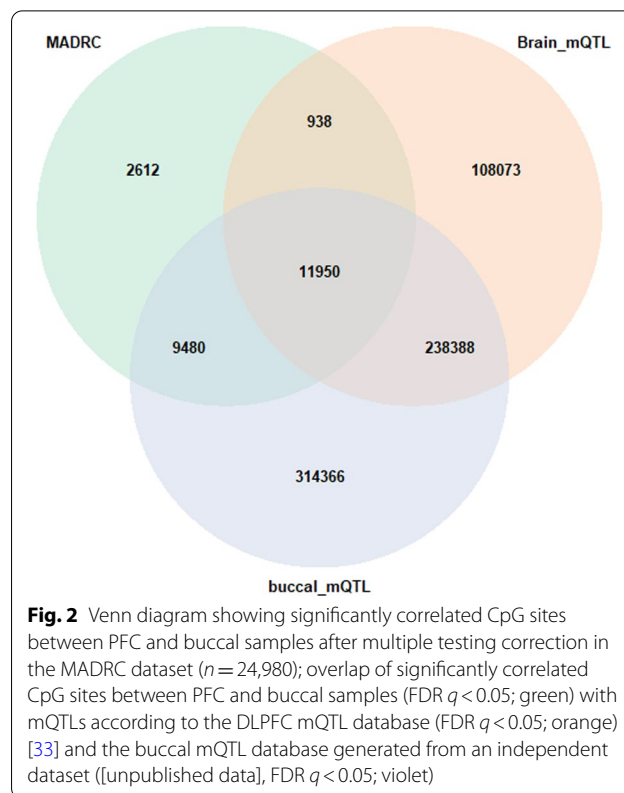 MADRC
Brain_mQTL
938
2612
108073
11950
9480
238388
314366
buccal_mQTL
Fig. 2 Venn diagram showing significantly correlated CpG sites
between PFC and buccal samples after multiple testing correction in
the MADRC dataset (n = 24,980); overlap of significantly correlated
CpG sites between PFC and buccal samples (FDR q < 0.05; green) with
mQTLs according to the DLPFC mQTL database (FDR q < 0.05; orange)
[33] and the buccal mQTL database generated from an independent
dataset ([unpublished data], FDR q < 0.05; violet)